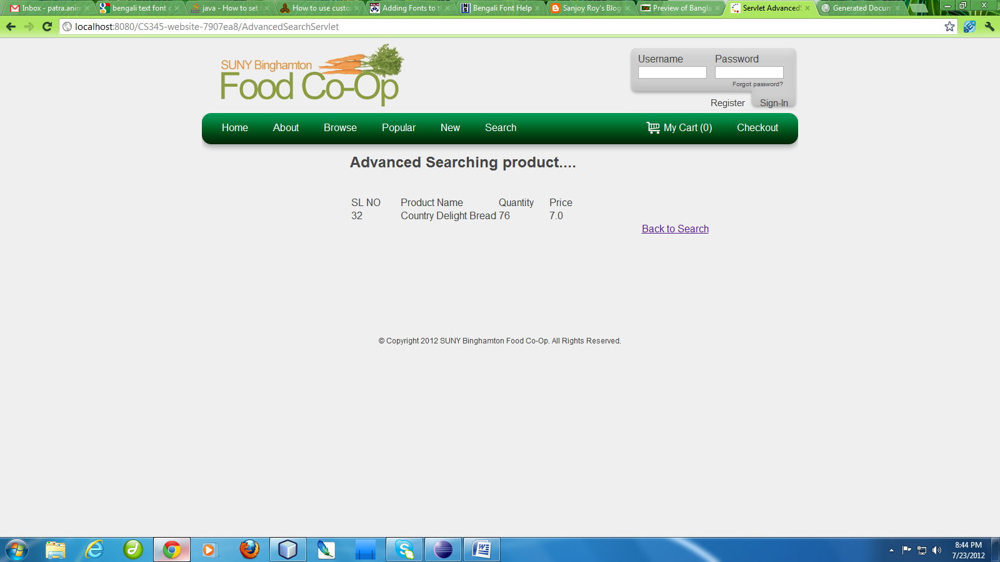 Inbox - patra.anim
bengali text font c
java - How to set
How to use custo
Adding Fonts to t
Bengali Font Help
Sanjoy Roy's Blog
Preview of Bangla
Servlet AdvancedS
Generated Docum
localhost:8080/CS345-website-7907ea8/AdvancedSearchServlet
SUNY Binghamton
Food Co-Op
Username Password
Forgot password?
Register Sign-In
Home About Browse Popular New Search My Cart (0) Checkout
Advanced Searching product....
SL NO Product Name Quantity Price
32 Country Delight Bread 76 7.0
Back to Search
© Copyright 2012 SUNY Binghamton Food Co-Op. All Rights Reserved.
8:44 PM
7/23/2012